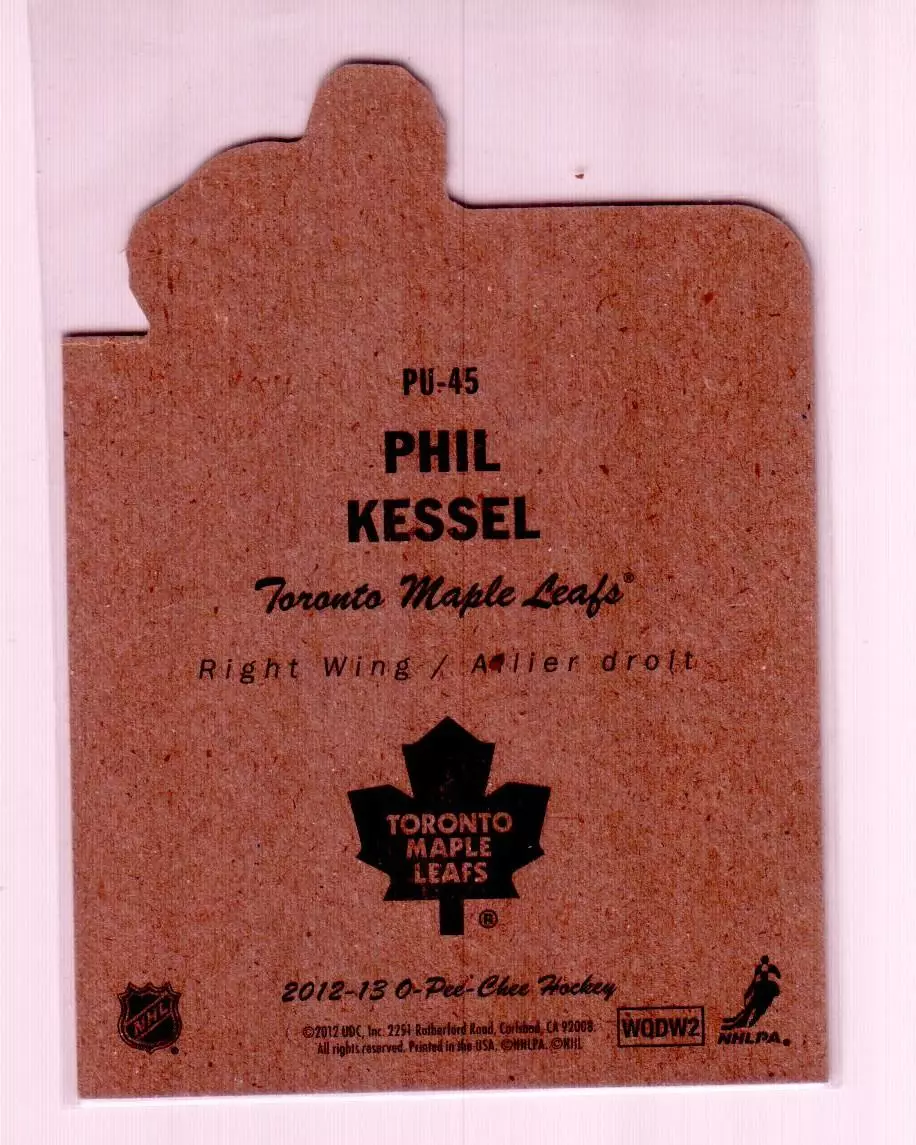 PU-45
PHIL
KESSEL
Toronto Maple Leafs®
Right Wing / Ailier droit
TORONTO
MAPLE
LEAFS
®
2012-13 O-Pee-Chee Hockey
©2012 UDC, Inc. 2251 Rutherford Road, Carlsbad, CA 92008.
All rights reserved. Printed in the USA. ©NHLPA. ©NHL
NHL
WQDW2
NHLPA®